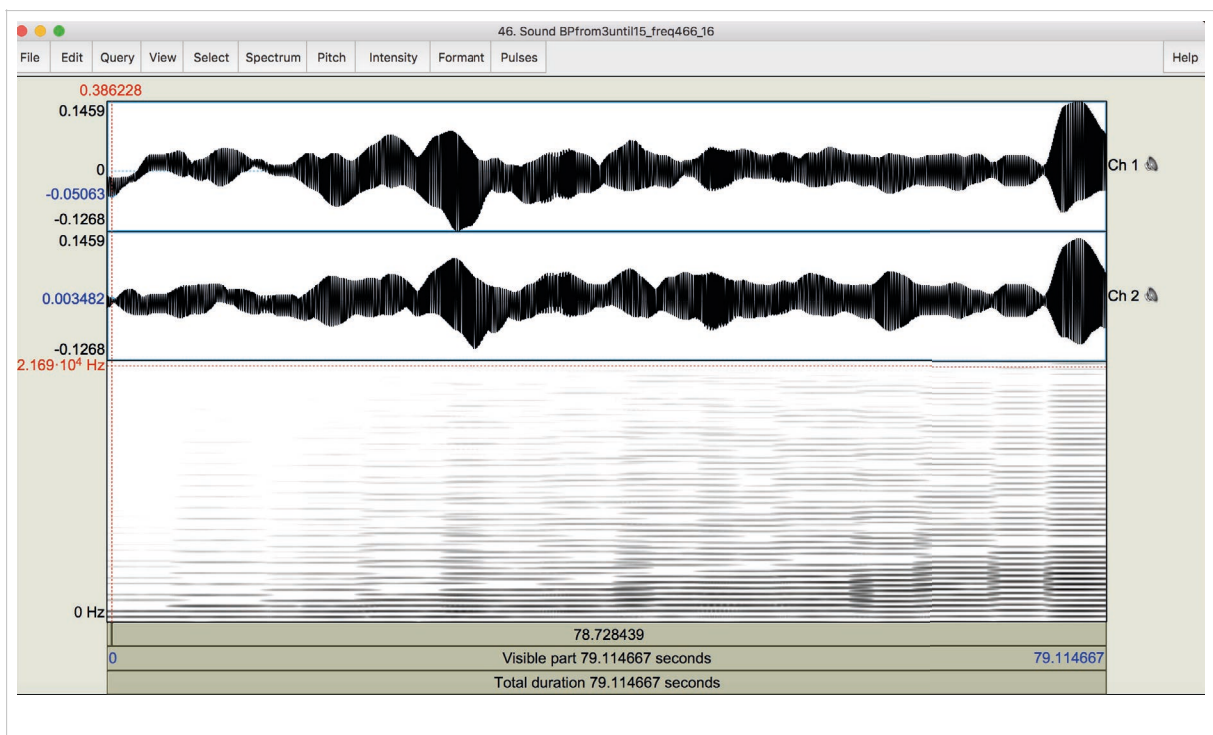 46. Sound BPfrom3until15_freq466_16
File Edit Query View Select Spectrum Pitch Intensity Formant Pulses Help
0.386228
0.1459
0
-0.05063
-0.1268
Ch 1
0.1459
0.003482
-0.1268
Ch 2
2.169·10⁴ Hz
0 Hz
78.728439
0 Visible part 79.114667 seconds 79.114667
Total duration 79.114667 seconds